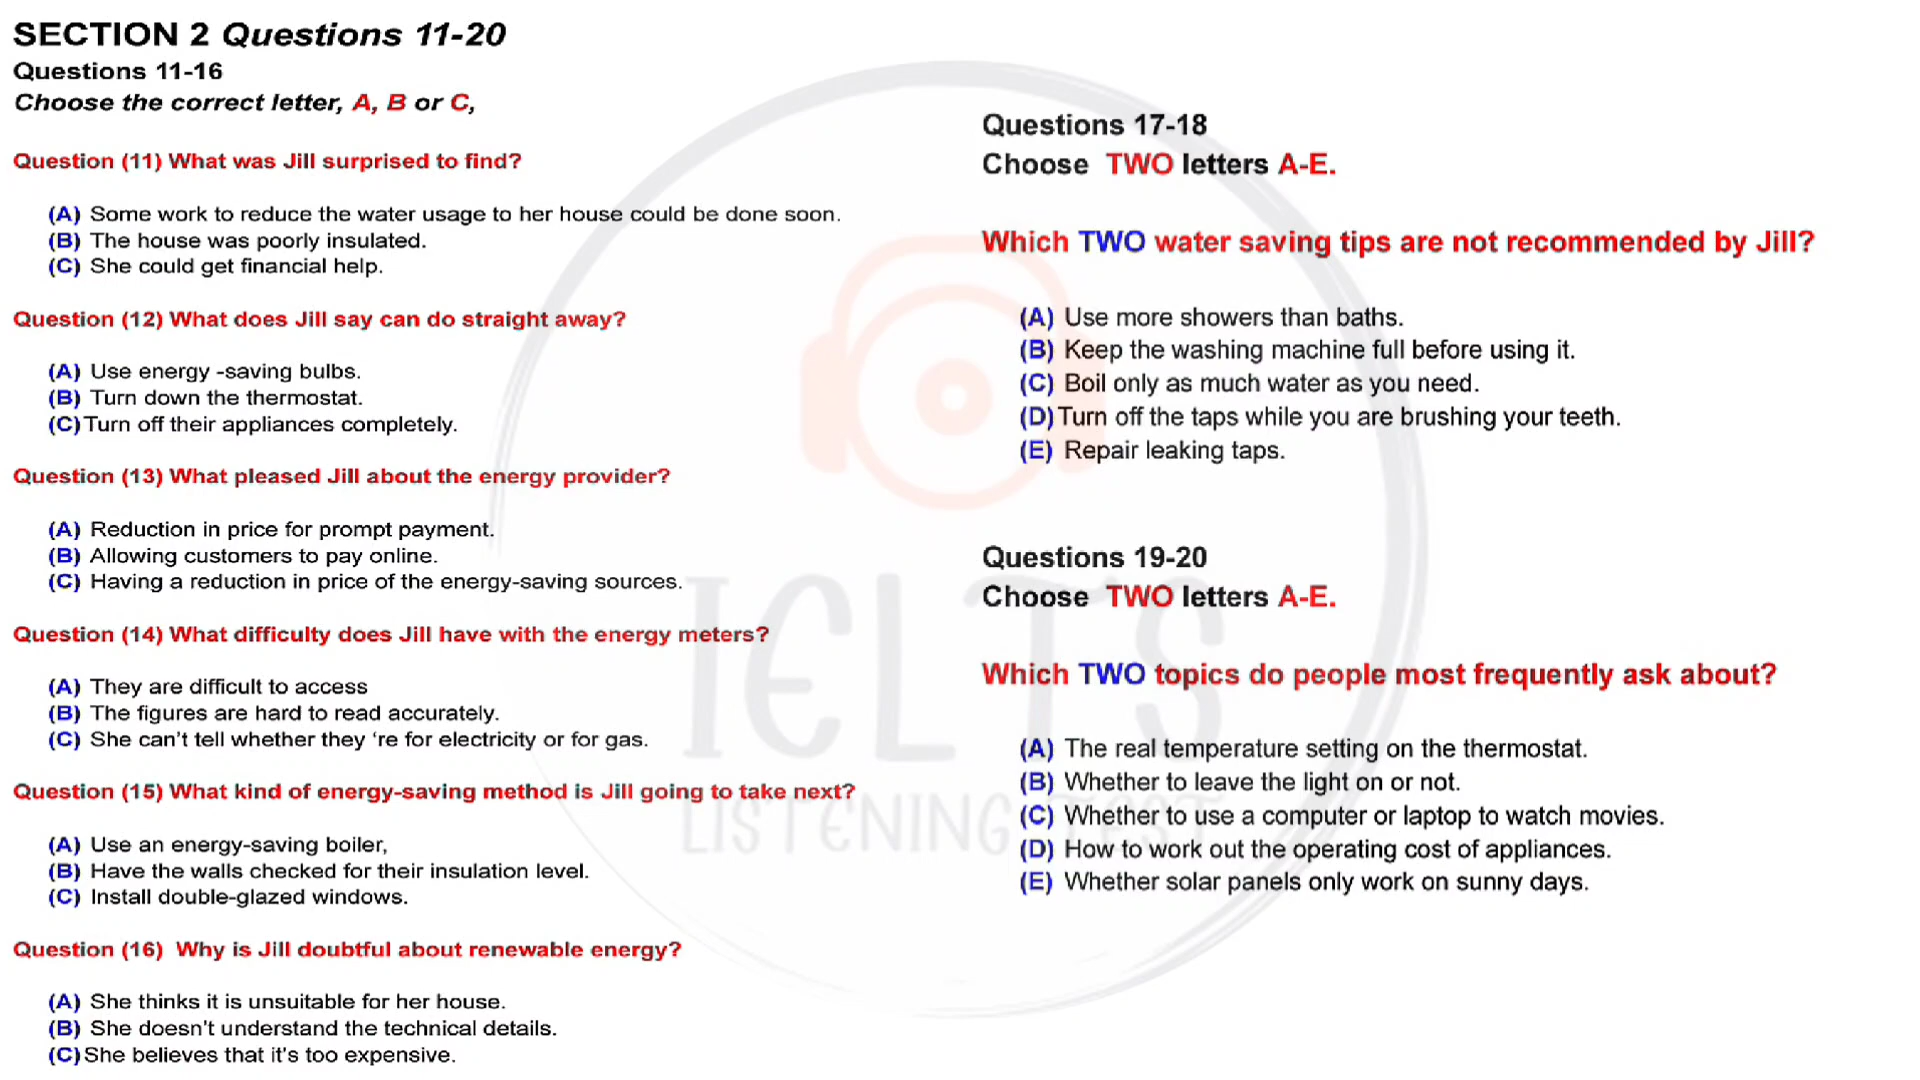 SECTION 2 Questions 11-20
Questions 11-16
Choose the correct letter, A, B or C,
Question (11) What was Jill surprised to find?
(A) Some work to reduce the water usage to her house could be done soon.
(B) The house was poorly insulated.
(C) She could get financial help.
Question (12) What does Jill say can do straight away?
(A) Use energy -saving bulbs.
(B) Turn down the thermostat.
(C) Turn off their appliances completely.
Question (13) What pleased Jill about the energy provider?
(A) Reduction in price for prompt payment.
(B) Allowing customers to pay online.
(C) Having a reduction in price of the energy-saving sources.
Question (14) What difficulty does Jill have with the energy meters?
(A) They are difficult to access
(B) The figures are hard to read accurately.
(C) She can't tell whether they 're for electricity or for gas.
Question (15) What kind of energy-saving method is Jill going to take next?
(A) Use an energy-saving boiler,
(B) Have the walls checked for their insulation level.
(C) Install double-glazed windows.
Question (16) Why is Jill doubtful about renewable energy?
(A) She thinks it is unsuitable for her house.
(B) She doesn't understand the technical details.
(C) She believes that it's too expensive.
Questions 17-18
Choose TWO letters A-E.
Which TWO water saving tips are not recommended by Jill?
(A) Use more showers than baths.
(B) Keep the washing machine full before using it.
(C) Boil only as much water as you need.
(D) Turn off the taps while you are brushing your teeth.
(E) Repair leaking taps.
Questions 19-20
Choose TWO letters A-E.
Which TWO topics do people most frequently ask about?
(A) The real temperature setting on the thermostat.
(B) Whether to leave the light on or not.
(C) Whether to use a computer or laptop to watch movies.
(D) How to work out the operating cost of appliances.
(E) Whether solar panels only work on sunny days.
IELTS
LISTENING TEST